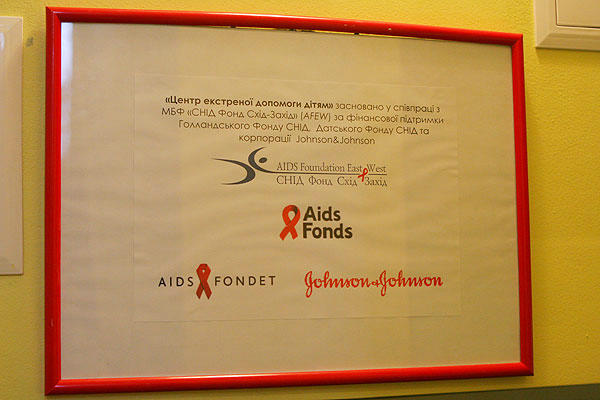 «Центр екстреної допомоги дітям» засновано у співпраці з
МБФ «СНІД Фонд Схід-Захід» (AFEW) за фінансової підтримки
Голландського Фонду СНІД, Датського Фонду СНІД та
корпорації Johnson&Johnson
AIDS Foundation East West
СНІД Фонд Схід Захід
Aids
Fonds
AIDS FONDET
Johnson&Johnson